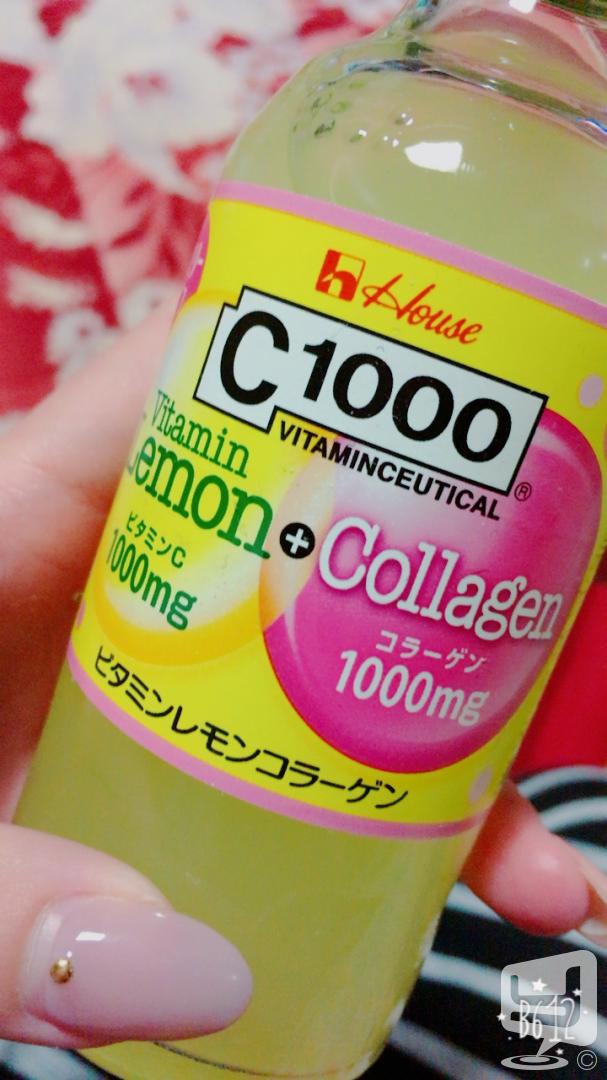 House
C1000
VITAMINCEUTICAL®
Vitamin
Lemon
ビタミンC
1000mg
+
Collagen
コラーゲン
1000mg
ビタミンレモンコラーゲン
B612
©